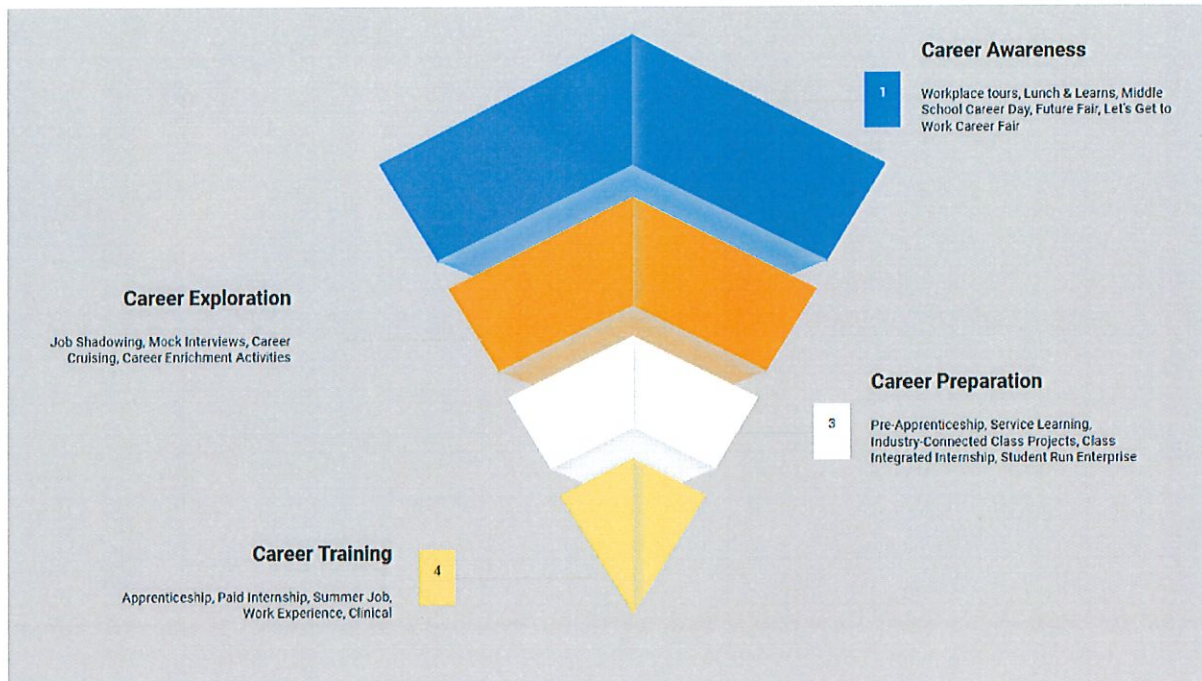 Career Awareness
1
Workplace tours, Lunch & Learns, Middle
School Career Day, Future Fair, Let's Get to
Work Career Fair
Career Exploration
Job Shadowing, Mock Interviews, Career
Cruising, Career Enrichment Activities
Career Preparation
3
Pre-Apprenticeship, Service Learning,
Industry-Connected Class Projects, Class
Integrated Internship, Student Run Enterprise
Career Training
4
Apprenticeship, Paid Internship, Summer Job,
Work Experience, Clinical